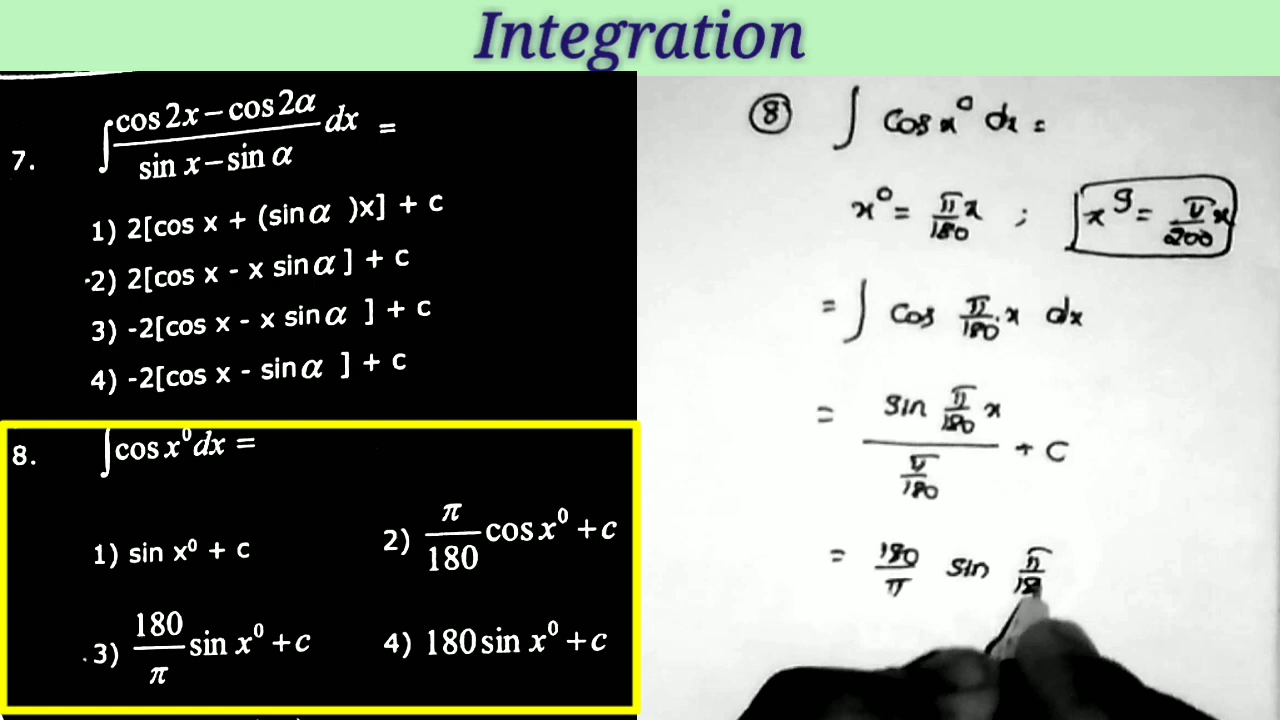 Integration
7. ∫ (cos 2x – cos 2α)/(sin x – sin α) dx =
1) 2[cos x + (sin α )x] + c
2) 2[cos x - x sin α ] + c
3) -2[cos x - x sin α ] + c
4) -2[cos x - sin α ] + c
8. ∫ cos x⁰ dx =
1) sin x⁰ + c
2) π/180 cos x⁰ + c
3) 180/π sin x⁰ + c
4) 180 sin x⁰ + c
⑧ ∫ Cos x⁰ dx =
x⁰ = π/180 x ; x^g = π/200 x
= ∫ Cos π/180 . x dx
= (sin π/180 x)/(π/180) + C
= 180/π sin π/18